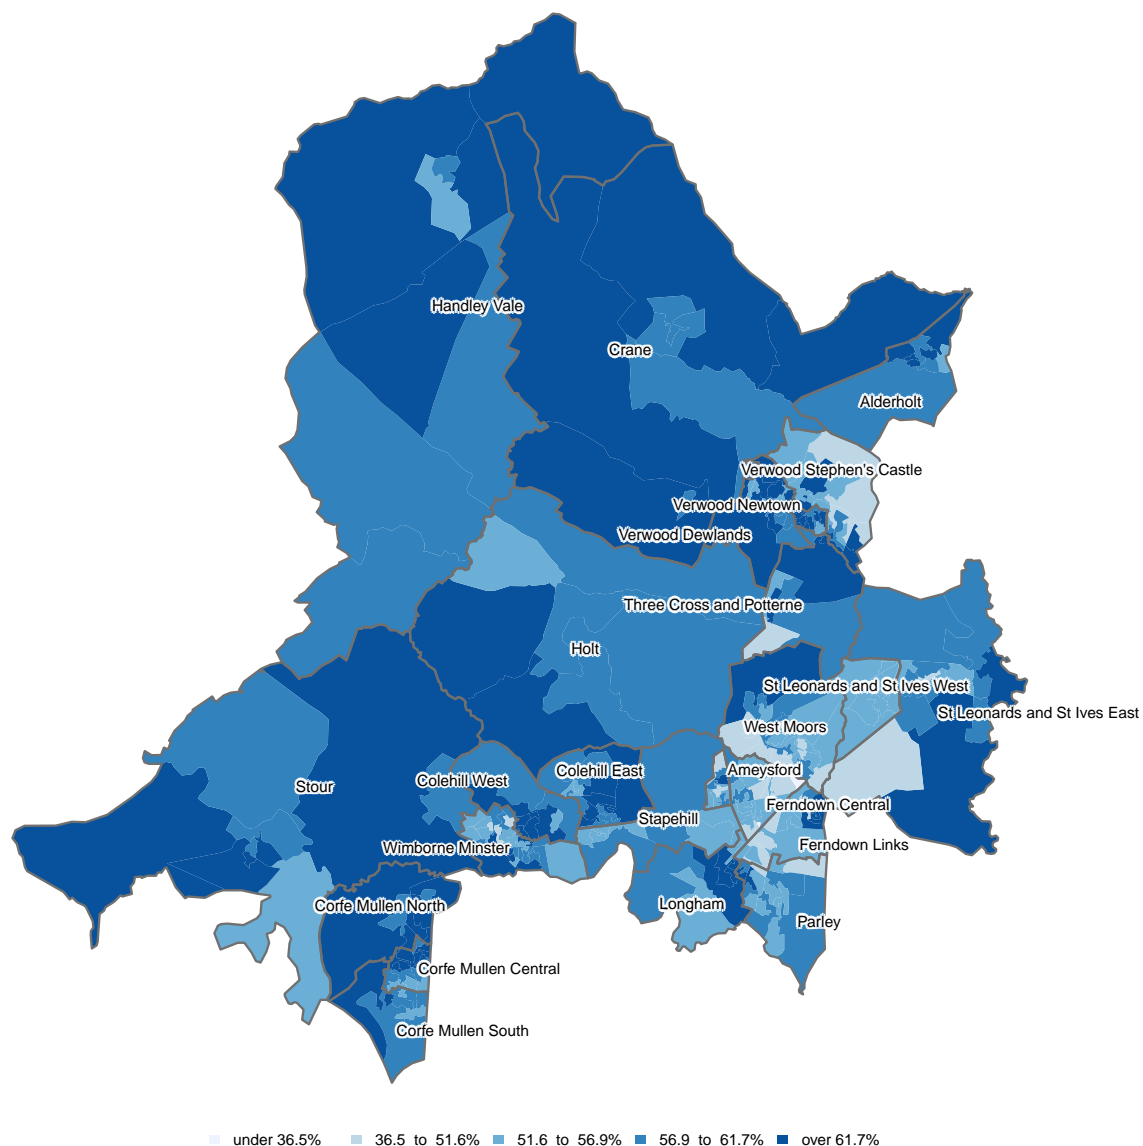 Handley Vale
Crane
Alderholt
Verwood Stephen's Castle
Verwood Newtown
Verwood Dewlands
Three Cross and Potterne
Holt
St Leonards and St Ives West
St Leonards and St Ives East
West Moors
Ameysford
Colehill East
Colehill West
Stour
Ferndown Central
Stapehill
Ferndown Links
Wimborne Minster
Longham
Corfe Mullen North
Parley
Corfe Mullen Central
Corfe Mullen South
under 36.5% 36.5 to 51.6% 51.6 to 56.9% 56.9 to 61.7% over 61.7%